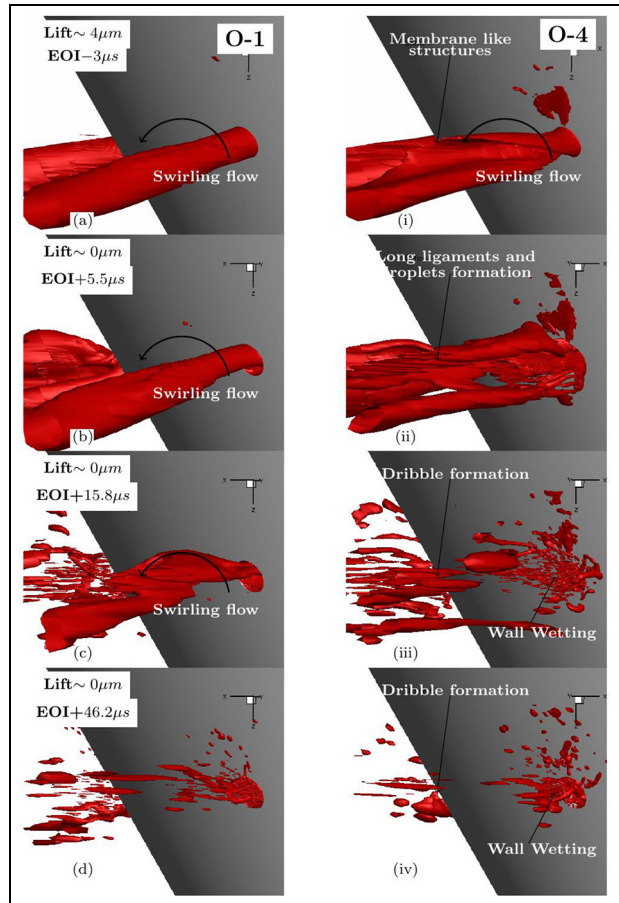 Lift∼ 4μm
EOI−3μs
O-1
z
Swirling flow
(a)
O-4
Membrane like
structures
x
z
Swirling flow
(i)
Lift∼ 0μm
EOI+5.5μs
x
Y
z
Swirling flow
(b)
Long ligaments and
droplets formation
Y
x
z
(ii)
Lift∼ 0μm
EOI+15.8μs
x
Y
z
Swirling flow
(c)
Dribble formation
Y
x
z
Wall Wetting
(iii)
Lift∼ 0μm
EOI+46.2μs
x
Y
z
(d)
Dribble formation
Y
x
z
Wall Wetting
(iv)